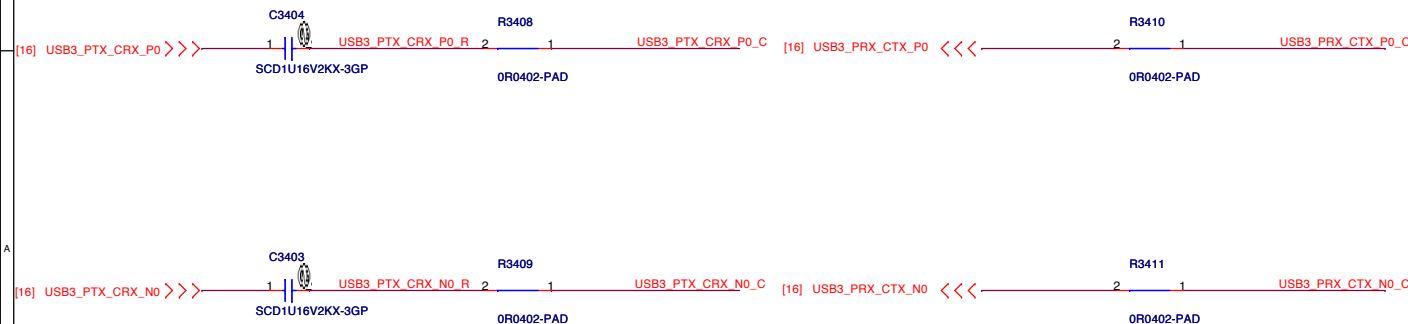 C3404
R3408
R3410
[16] USB3_PTX_CRX_P0 1 USB3_PTX_CRX_P0_R 2 1 USB3_PTX_CRX_P0_C [16] USB3_PRX_CTX_P0 2 1 USB3_PRX_CTX_P0_C
SCD1U16V2KX-3GP
0R0402-PAD
0R0402-PAD
A
C3403
R3409
R3411
[16] USB3_PTX_CRX_N0 1 USB3_PTX_CRX_N0_R 2 1 USB3_PTX_CRX_N0_C [16] USB3_PRX_CTX_N0 2 1 USB3_PRX_CTX_N0_C
SCD1U16V2KX-3GP
0R0402-PAD
0R0402-PAD